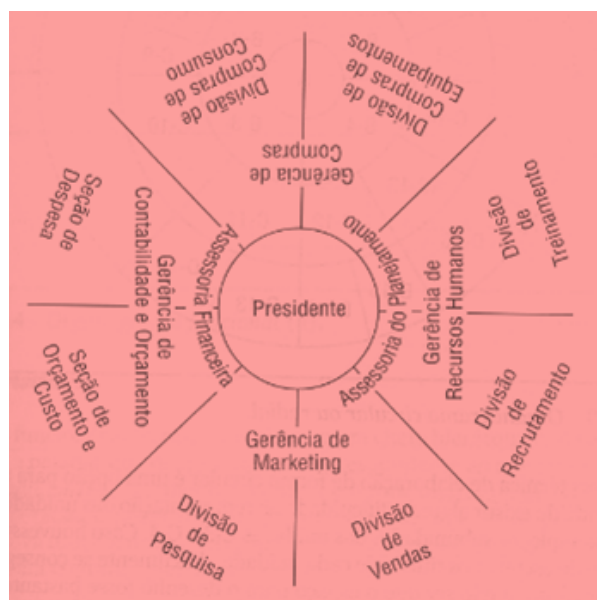 Divisão de
Compras de
Consumo
Divisão de
Compras de
Equipamentos
Gerência de
Compras
Seção de
Despesa
Divisão
de
Treinamento
Gerência de
Contabilidade e Orçamento
Assessoria Financeira
Presidente
Assessoria do Planejamento
Gerência de
Recursos Humanos
Seção de
Orçamento e
Custo
Divisão
de
Recrutamento
Gerência de
Marketing
Divisão
de
Pesquisa
Divisão
de
Vendas